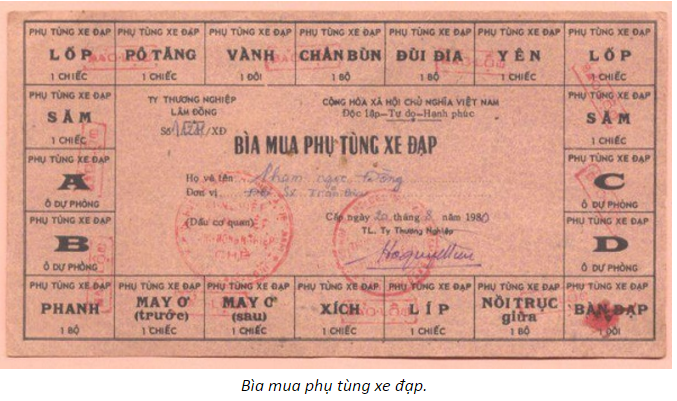 PHỤ TÙNG XE ĐẠP
LỐP
1 CHIẾC
PHỤ TÙNG XE ĐẠP
PÔ TĂNG
1 CHIẾC
PHỤ TÙNG XE ĐẠP
VÀNH
1 ĐÔI
PHỤ TÙNG XE ĐẠP
CHẮN BÙN
1 BỘ
PHỤ TÙNG XE ĐẠP
ĐÙI ĐĨA
1 BỘ
PHỤ TÙNG XE ĐẠP
YÊN
1 CHIẾC
PHỤ TÙNG XE ĐẠP
LỐP
1 CHIẾC
PHỤ TÙNG XE ĐẠP
SĂM
1 CHIẾC
PHỤ TÙNG XE ĐẠP
A
Ô DỰ PHÒNG
PHỤ TÙNG XE ĐẠP
B
Ô DỰ PHÒNG
TY THƯƠNG NGHIỆP
LÂM ĐỒNG
Số /XĐ
CỘNG HÒA XÃ HỘI CHỦ NGHĨA VIỆT NAM
Độc lập—Tự do—Hạnh phúc
BÌA MUA PHỤ TÙNG XE ĐẠP
Họ và tên Phạm ngọc
Đơn vị
(Dấu cơ quan)
Cấp ngày 20 tháng 8 năm 1980
TL. Ty Thương Nghiệp
PHỤ TÙNG XE ĐẠP
SĂM
1 CHIẾC
PHỤ TÙNG XE ĐẠP
C
Ô DỰ PHÒNG
PHỤ TÙNG XE ĐẠP
D
Ô DỰ PHÒNG
PHỤ TÙNG XE ĐẠP
PHANH
1 BỘ
PHỤ TÙNG XE ĐẠP
MAY Ơ
(trước)
1 CHIẾC
PHỤ TÙNG XE ĐẠP
MAY Ơ
(sau)
1 CHIẾC
PHỤ TÙNG XE ĐẠP
XÍCH
1 CHIẾC
PHỤ TÙNG XE ĐẠP
LÍP
1 CHIẾC
PHỤ TÙNG XE ĐẠP
NỒI TRỤC
giữa
1 BỘ
PHỤ TÙNG XE ĐẠP
BÀN ĐẠP
1 ĐÔI
Bìa mua phụ tùng xe đạp.